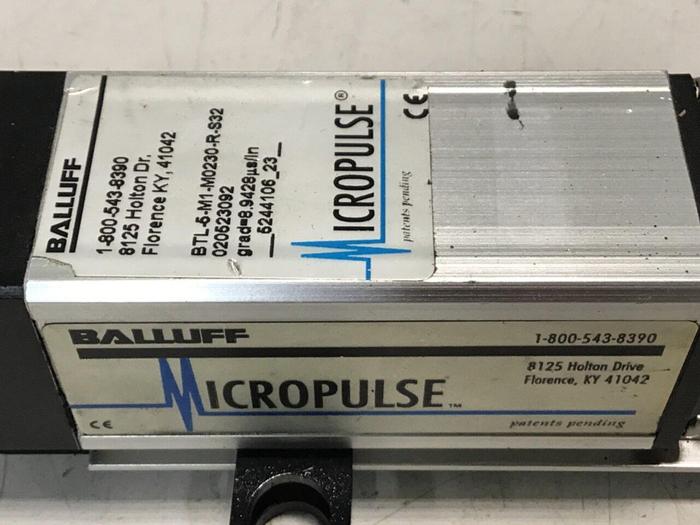 BALLUFF
1-800-543-8390
8125 Holton Dr.
Florence KY, 41042
BTL-5-M1-M0230-R-S32
020523092
grad=8.9428µs/in
__5244106_23__
MICROPULSE®
patents pending
CE
BALLUFF
1-800-543-8390
8125 Holton Drive
Florence, KY 41042
MICROPULSE™
CE
patents pending